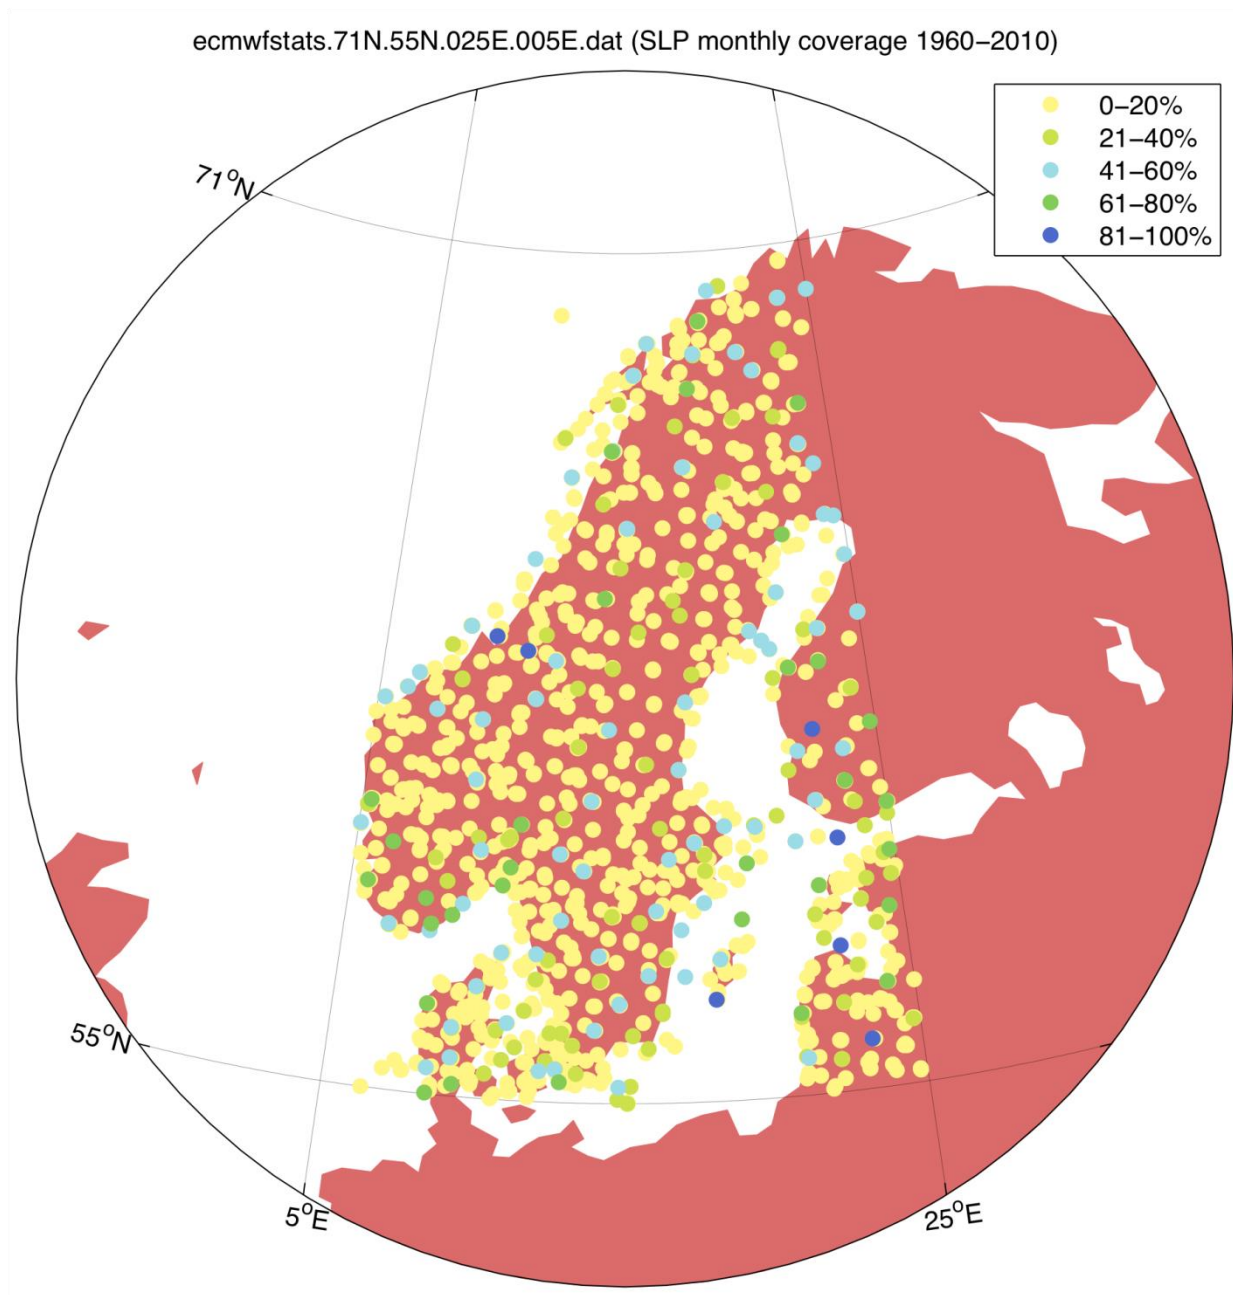 ecmwfstats.71N.55N.025E.005E.dat (SLP monthly coverage 1960−2010)
0−20%
21−40%
41−60%
61−80%
81−100%
71°N
55°N
5°E
25°E